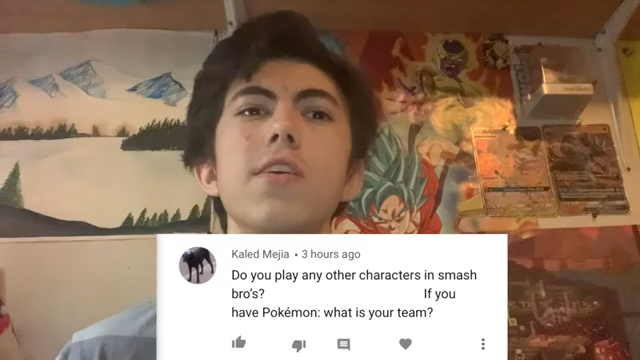 Kaled Mejia • 3 hours ago
Do you play any other characters in smash
bro's? If you
have Pokémon: what is your team?